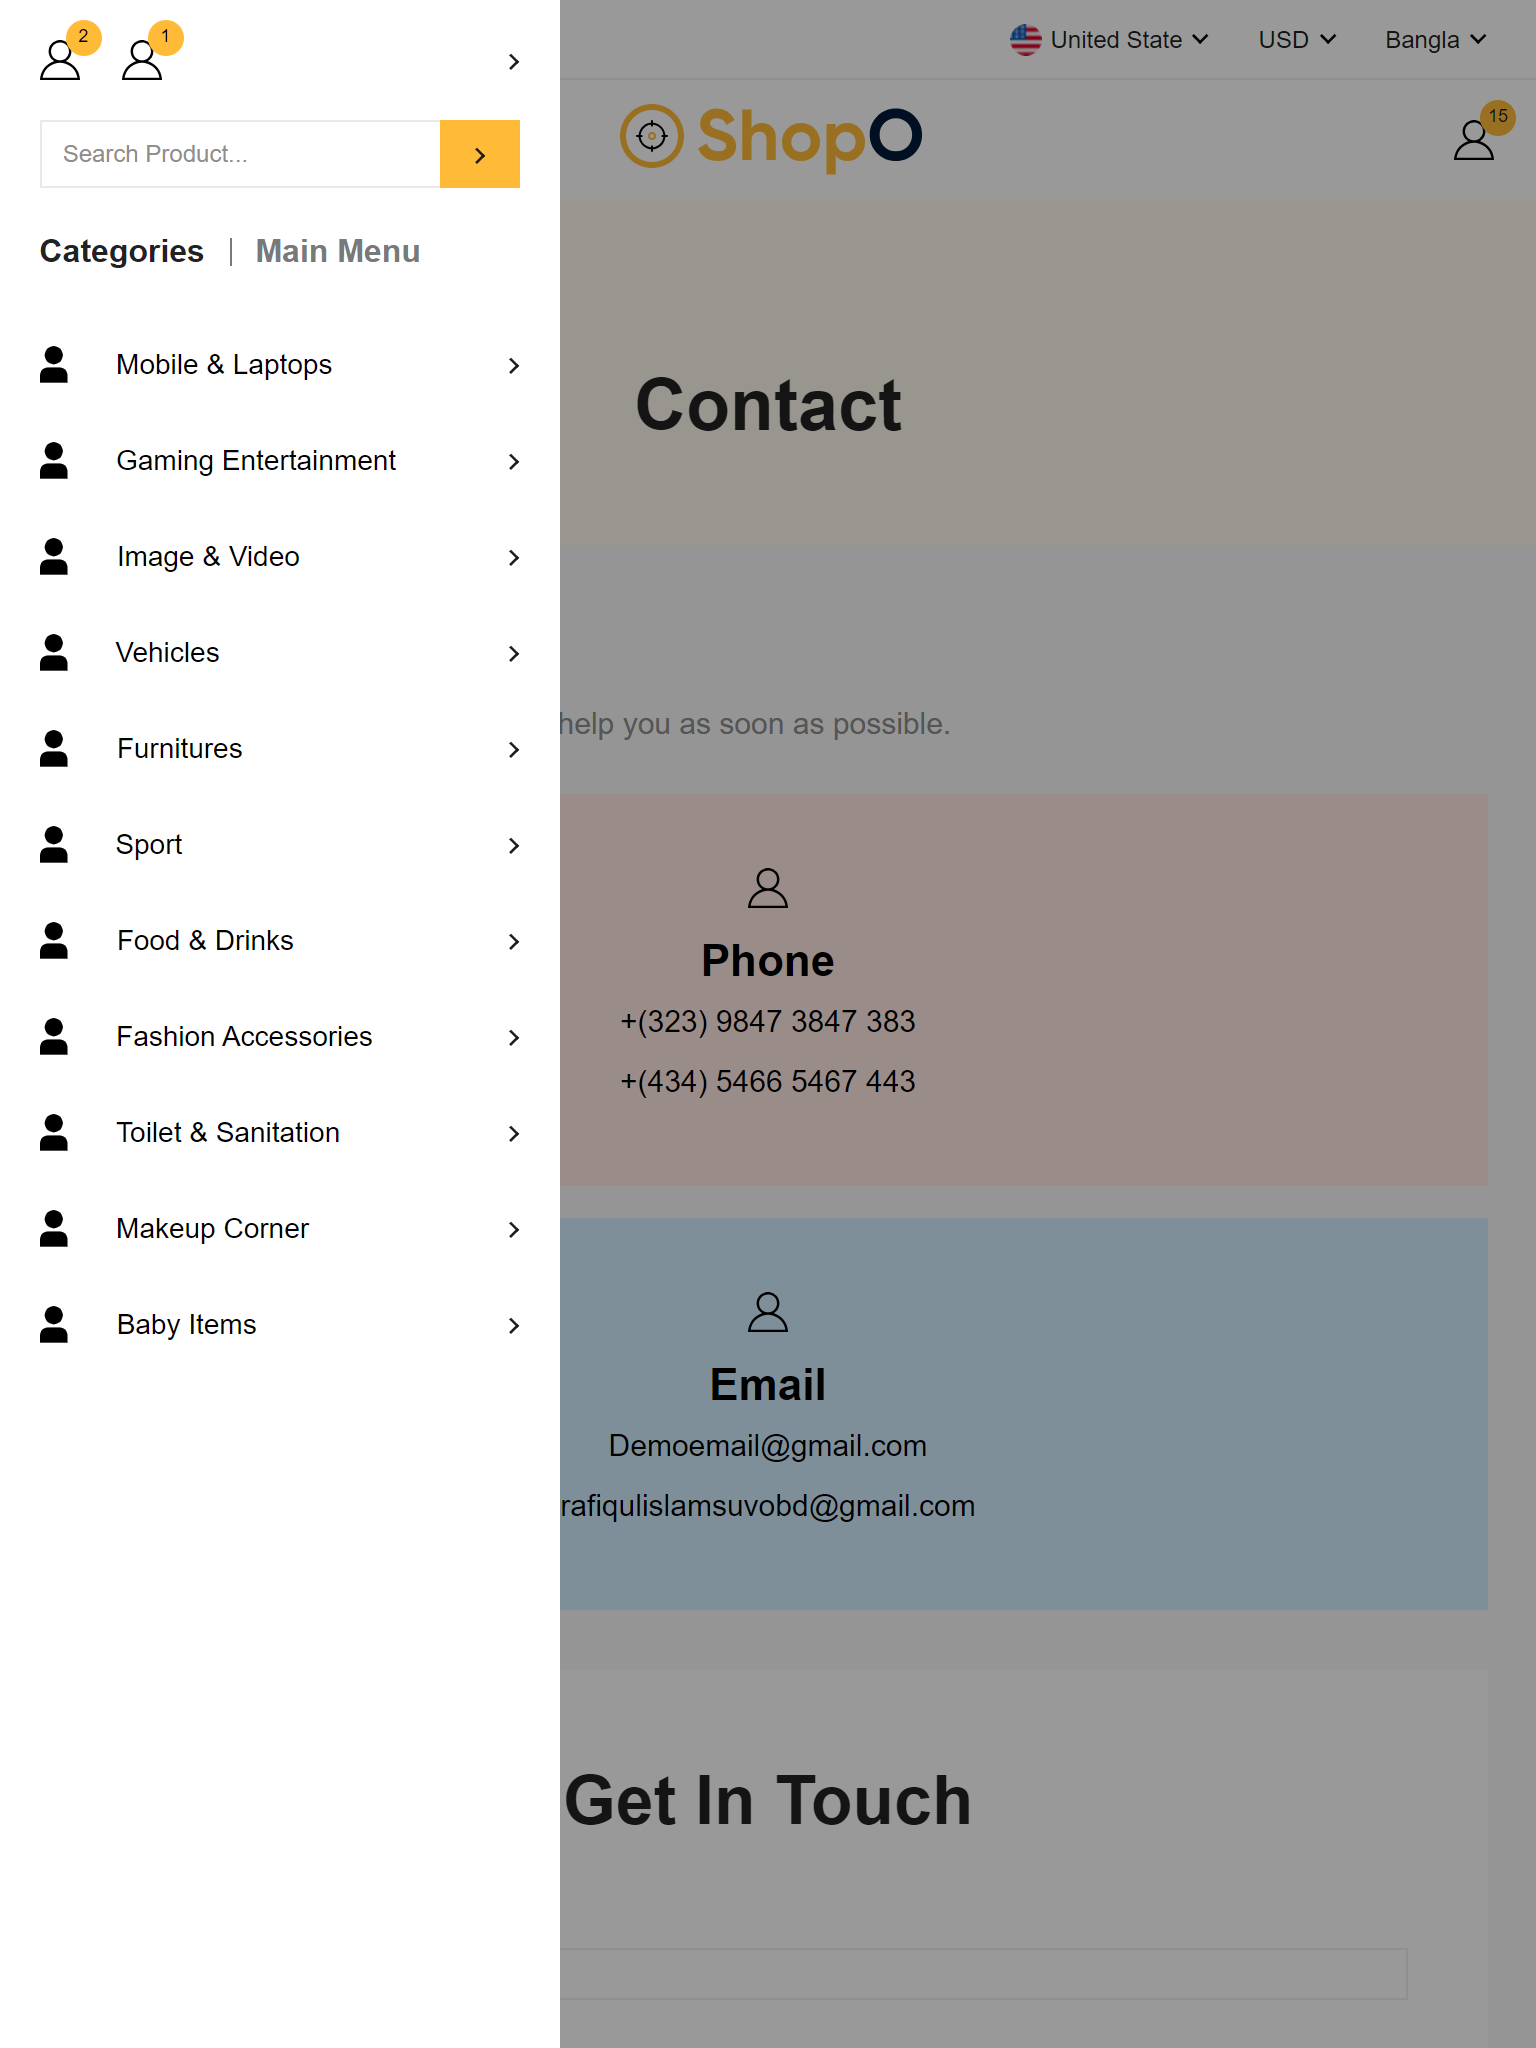 2
1
Search Product...
Categories | Main Menu
Mobile & Laptops
Gaming Entertainment
Image & Video
Vehicles
Furnitures
Sport
Food & Drinks
Fashion Accessories
Toilet & Sanitation
Makeup Corner
Baby Items
United State
USD
Bangla
ShopO
15
Contact
help you as soon as possible.
Phone
+(323) 9847 3847 383
+(434) 5466 5467 443
Email
Demoemail@gmail.com
rafiqulislamsuvobd@gmail.com
Get In Touch